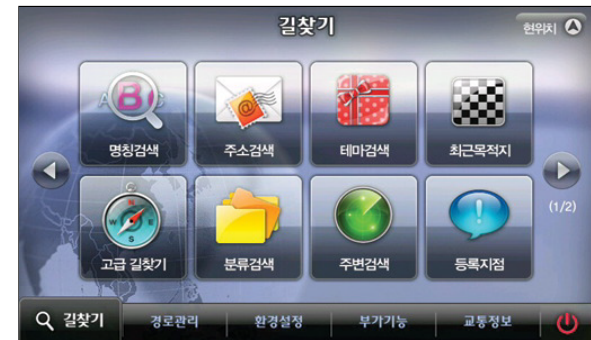 길찾기
현위치
명칭검색
주소검색
테마검색
최근목적지
고급 길찾기
분류검색
주변검색
등록지점
(1/2)
길찾기
경로관리
환경설정
부가기능
교통정보